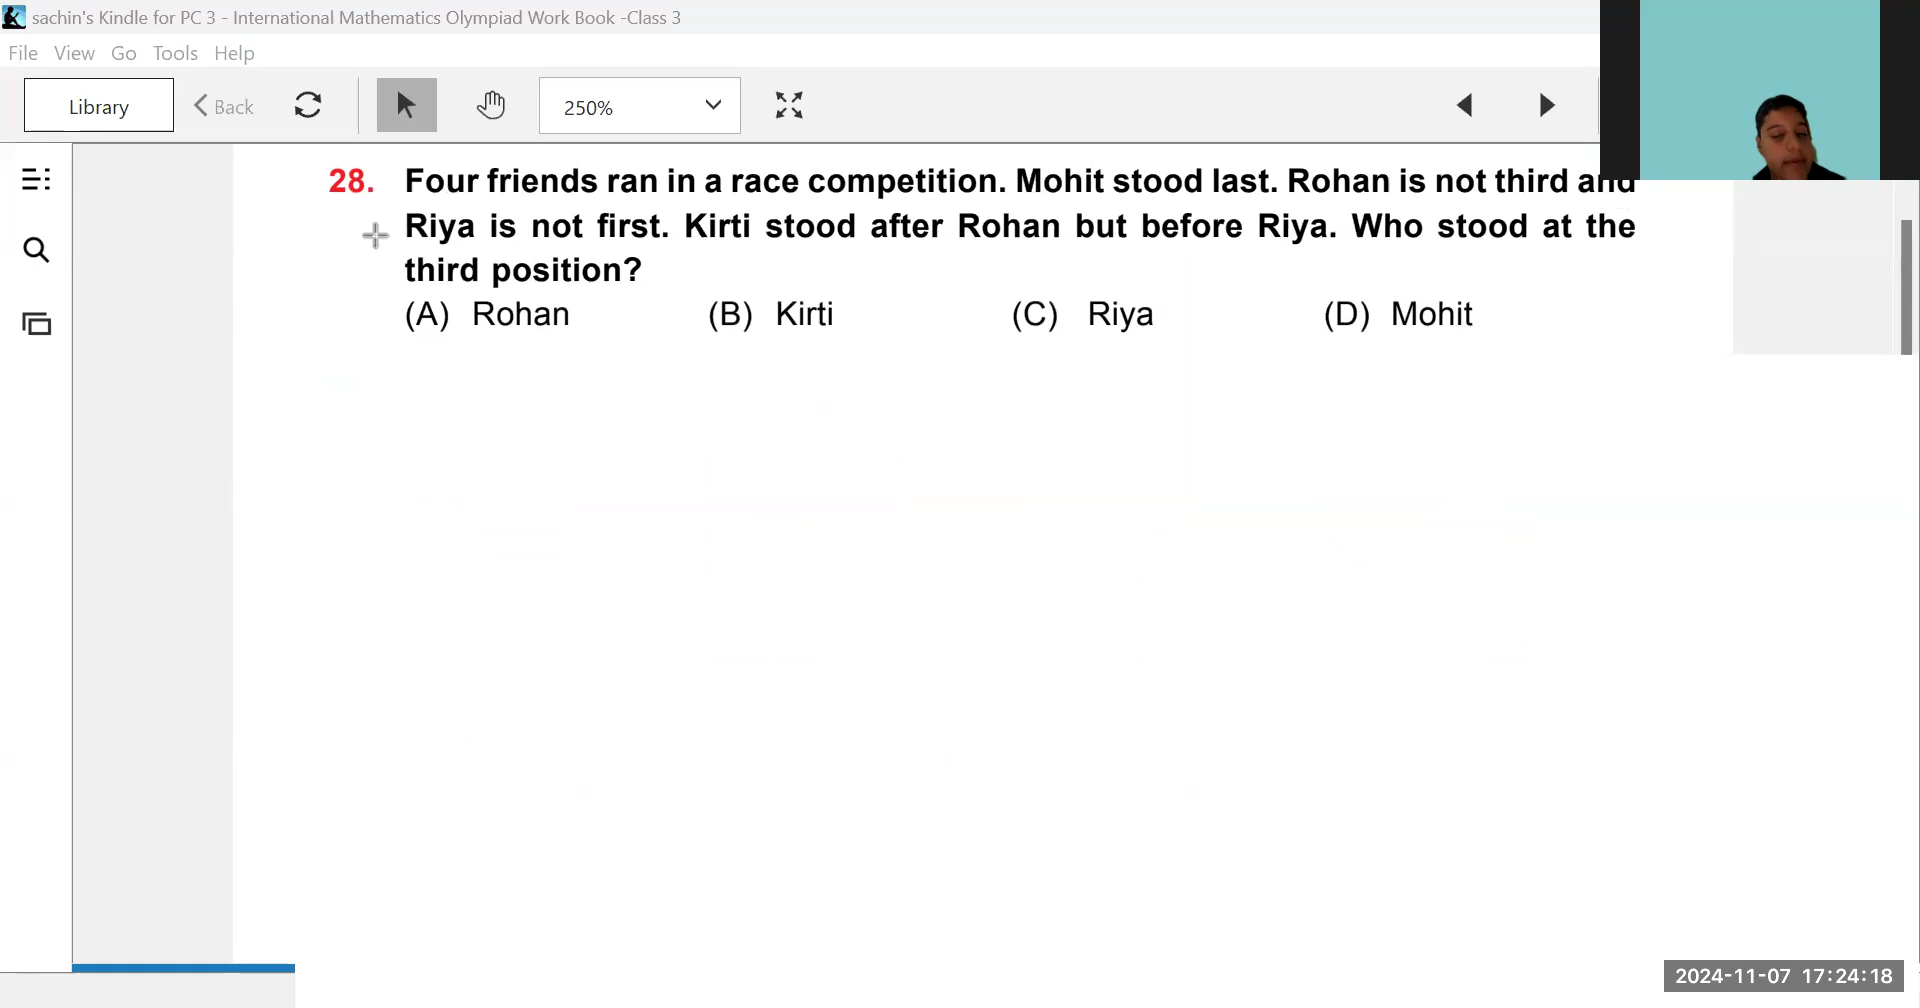 sachin's Kindle for PC 3 - International Mathematics Olympiad Work Book -Class 3
File View Go Tools Help
Library Back 250%
28. Four friends ran in a race competition. Mohit stood last. Rohan is not third and
Riya is not first. Kirti stood after Rohan but before Riya. Who stood at the
third position?
(A) Rohan (B) Kirti (C) Riya (D) Mohit
2024-11-07 17:24:18